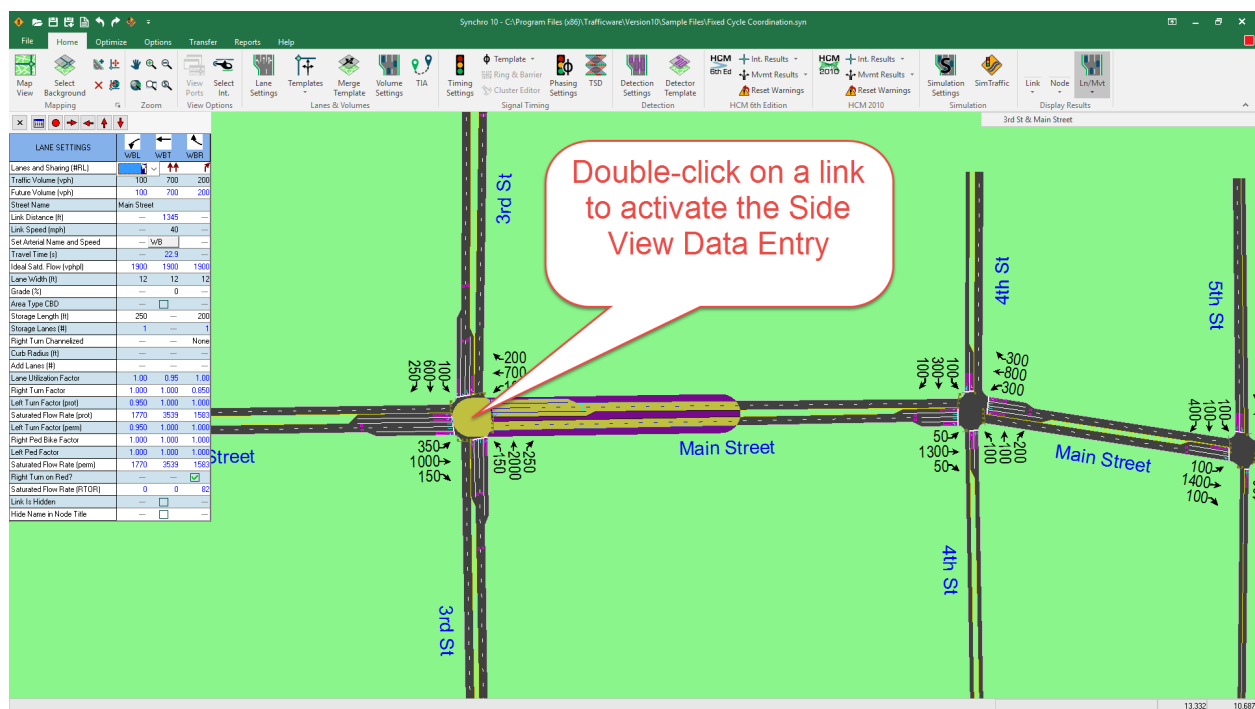 Synchro 10 - C:\Program Files (x86)\Trafficware\Version10\Sample Files\Fixed Cycle Coordination.syn
File Home Optimize Options Transfer Reports Help
Map View
Select Background
Mapping
Zoom
View Ports
Select Int.
View Options
Lane Settings
Templates
Merge Template
Volume Settings
TIA
Lanes & Volumes
Timing Settings
Φ Template
Ring & Barrier
Cluster Editor
Phasing Settings
TSD
Signal Timing
Detection Settings
Detector Template
Detection
HCM 6th Ed
Int. Results
Mvmt Results
Reset Warnings
HCM 6th Edition
HCM 2010
Int. Results
Mvmt Results
Reset Warnings
HCM 2010
Simulation Settings
SimTraffic
Simulation
Link
Node
Ln/Mvt
Display Results
3rd St & Main Street
LANE SETTINGS WBL WBT WBR
Lanes and Sharing (#RL)
Traffic Volume (vph) 100 700 200
Future Volume (vph) 100 700 200
Street Name Main Street
Link Distance (ft) — 1345 —
Link Speed (mph) — 40 —
Set Arterial Name and Speed — WB —
Travel Time (s) — 22.9 —
Ideal Satd. Flow (vphpl) 1900 1900 1900
Lane Width (ft) 12 12 12
Grade (%) — 0 —
Area Type CBD — —
Storage Length (ft) 250 — 200
Storage Lanes (#) 1 — 1
Right Turn Channelized — — None
Curb Radius (ft) — — —
Add Lanes (#) — — —
Lane Utilization Factor 1.00 0.95 1.00
Right Turn Factor 1.000 1.000 0.850
Left Turn Factor (prot) 0.950 1.000 1.000
Saturated Flow Rate (prot) 1770 3539 1583
Left Turn Factor (perm) 0.950 1.000 1.000
Right Ped Bike Factor 1.000 1.000 1.000
Left Ped Factor 1.000 1.000 1.000
Saturated Flow Rate (perm) 1770 3539 1583
Right Turn on Red? — —
Saturated Flow Rate (RTOR) 0 0 82
Link Is Hidden — —
Hide Name in Node Title — —
Double-click on a link
to activate the Side
View Data Entry
3rd St
4th St
5th St
250
600
100
200
700
350
1000
150
150
2000
250
Street
Main Street
100
300
100
300
800
300
50
1300
50
100
100
200
Main Street
400
100
100
100
1400
100
3rd St
4th St
13.332 10.687